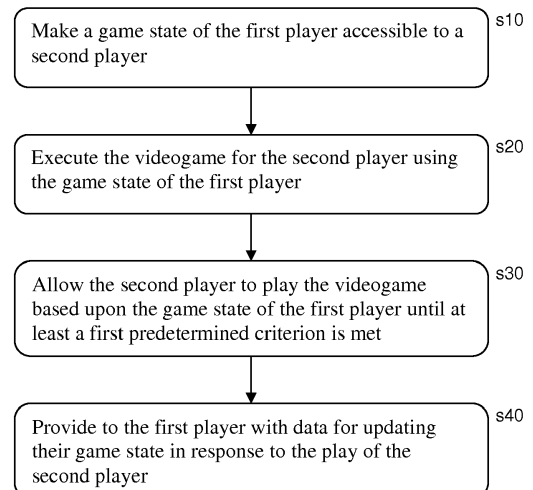 Make a game state of the first player accessible to a
second player
s10
Execute the videogame for the second player using
the game state of the first player
s20
Allow the second player to play the videogame
based upon the game state of the first player until at
least a first predetermined criterion is met
s30
Provide to the first player with data for updating
their game state in response to the play of the
second player
s40